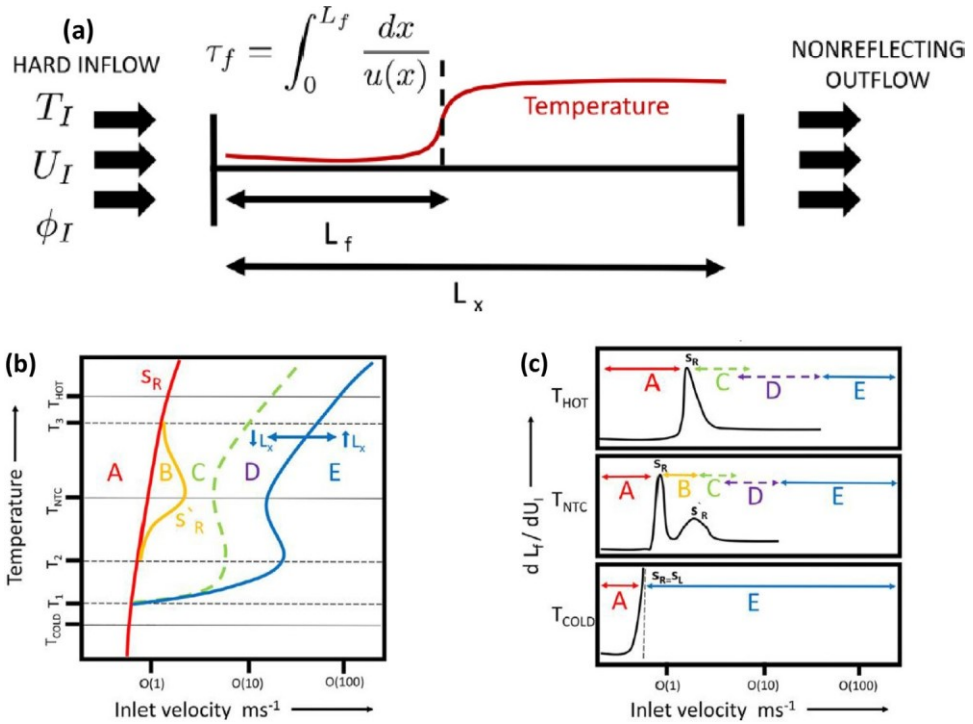 (a)
HARD INFLOW
T_I
U_I
ϕ_I
τ_f = ∫_0^{L_f} dx / u(x)
Temperature
NONREFLECTING
OUTFLOW
L f
L x
(b)
Temperature
T_HOT
T_3
T_NTC
T_2
T_1
T_COLD
S_R
↓L_x
↑L_x
A
B
C
D
E
S`_R
O(1)
O(10)
O(100)
Inlet velocity ms⁻¹
(c)
d L_f / dU_I
T_HOT
A
S_R
C
D
E
T_NTC
A
S_R
B
C
D
E
S`_R
T_COLD
A
S_R=S_L
E
O(1)
O(10)
O(100)
Inlet velocity ms⁻¹